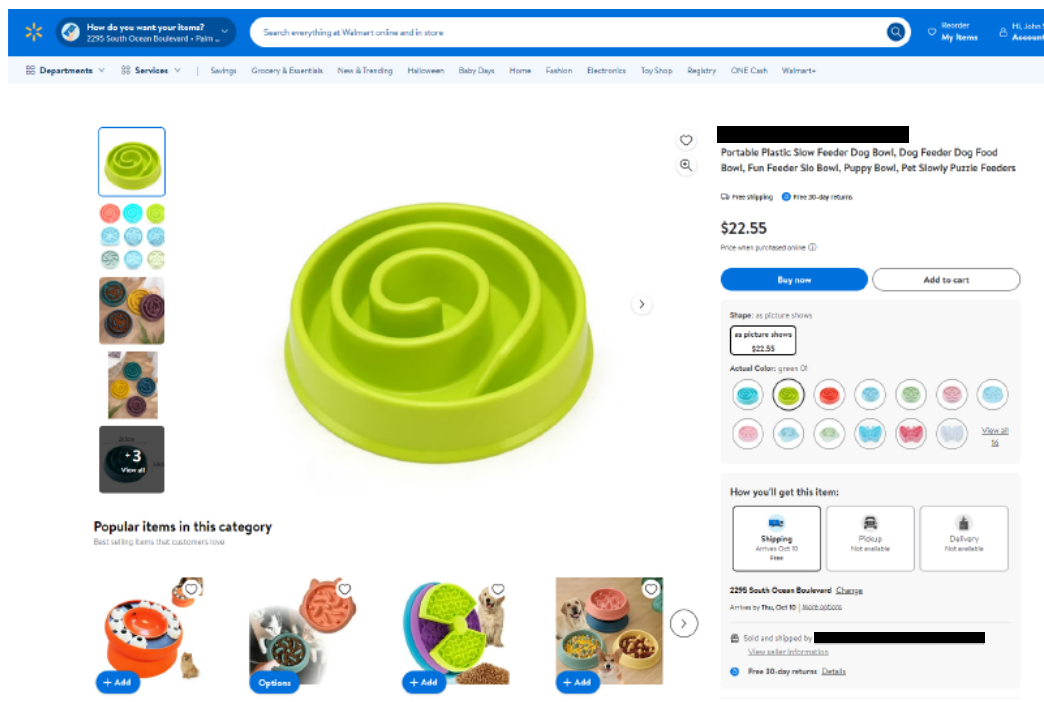 How do you want your items?
2295 South Ocean Boulevard • Palm ...
Search everything at Walmart online and in store
Reorder
My Items
Hi, John
Account
Departments
Services
Savings
Grocery & Essentials
New & Trending
Halloween
Baby Days
Home
Fashion
Electronics
Toy Shop
Registry
ONE Cash
Walmart+
Portable Plastic Slow Feeder Dog Bowl, Dog Feeder Dog Food
Bowl, Fun Feeder Slo Bowl, Puppy Bowl, Pet Slowly Puzzle Feeders
Free shipping
Free 30-day returns
$22.55
Price when purchased online
Buy now
Add to cart
Shape: as picture shows
as picture shows
$22.55
Actual Color: green 01
View all
16
+3
View all
How you'll get this item:
Shipping
Arrives Oct 10
Free
Pickup
Not available
Delivery
Not available
2295 South Ocean Boulevard Change
Arrives by Thu, Oct 10 | More options
Sold and shipped by
View seller information
Free 30-day returns Details
Popular items in this category
Best selling items that customers love
+ Add
Options
+ Add
+ Add